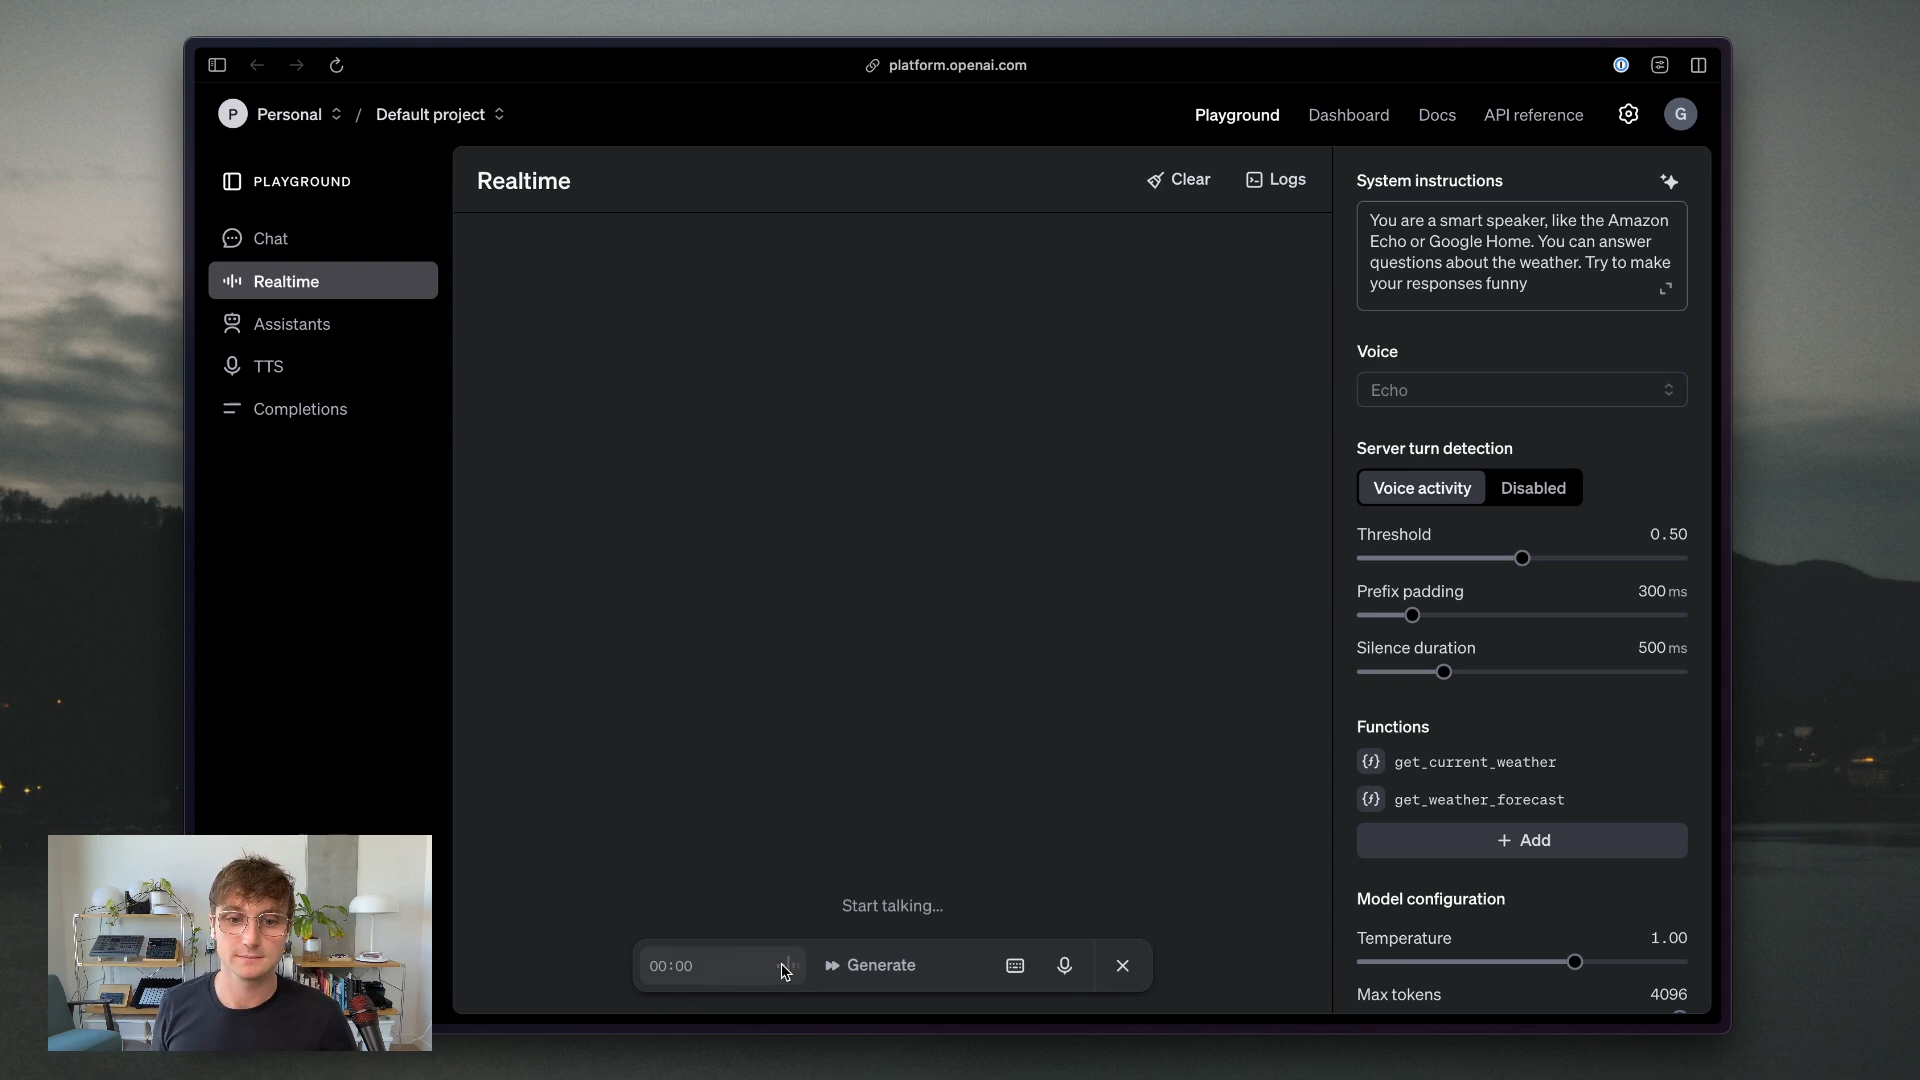 platform.openai.com
P Personal / Default project
Playground Dashboard Docs API reference G
PLAYGROUND
Chat
Realtime
Assistants
TTS
Completions
Realtime
Clear Logs
Start talking...
00:00 Generate
System instructions
You are a smart speaker, like the Amazon
Echo or Google Home. You can answer
questions about the weather. Try to make
your responses funny
Voice
Echo
Server turn detection
Voice activity Disabled
Threshold 0.50
Prefix padding 300 ms
Silence duration 500 ms
Functions
{ƒ} get_current_weather
{ƒ} get_weather_forecast
+ Add
Model configuration
Temperature 1.00
Max tokens 4096